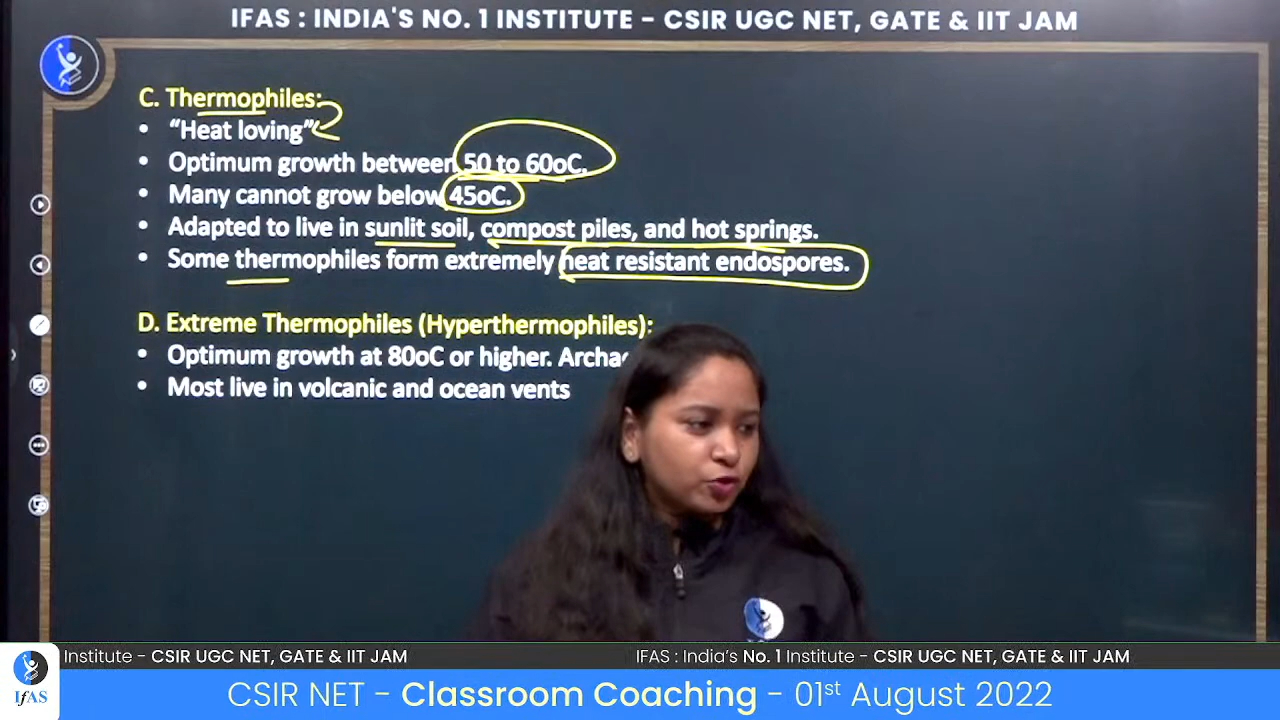 IFAS : INDIA'S NO. 1 INSTITUTE - CSIR UGC NET, GATE & IIT JAM
C. Thermophiles:
• "Heat loving"
• Optimum growth between 50 to 60oC.
• Many cannot grow below 45oC.
• Adapted to live in sunlit soil, compost piles, and hot springs.
• Some thermophiles form extremely heat resistant endospores.
D. Extreme Thermophiles (Hyperthermophiles):
• Optimum growth at 80oC or higher.
• Most live in volcanic and ocean vents
Institute - CSIR UGC NET, GATE & IIT JAM
IFAS : India's No. 1 Institute - CSIR UGC NET, GATE & IIT JAM
IfAS
CSIR NET - Classroom Coaching - 01st August 2022